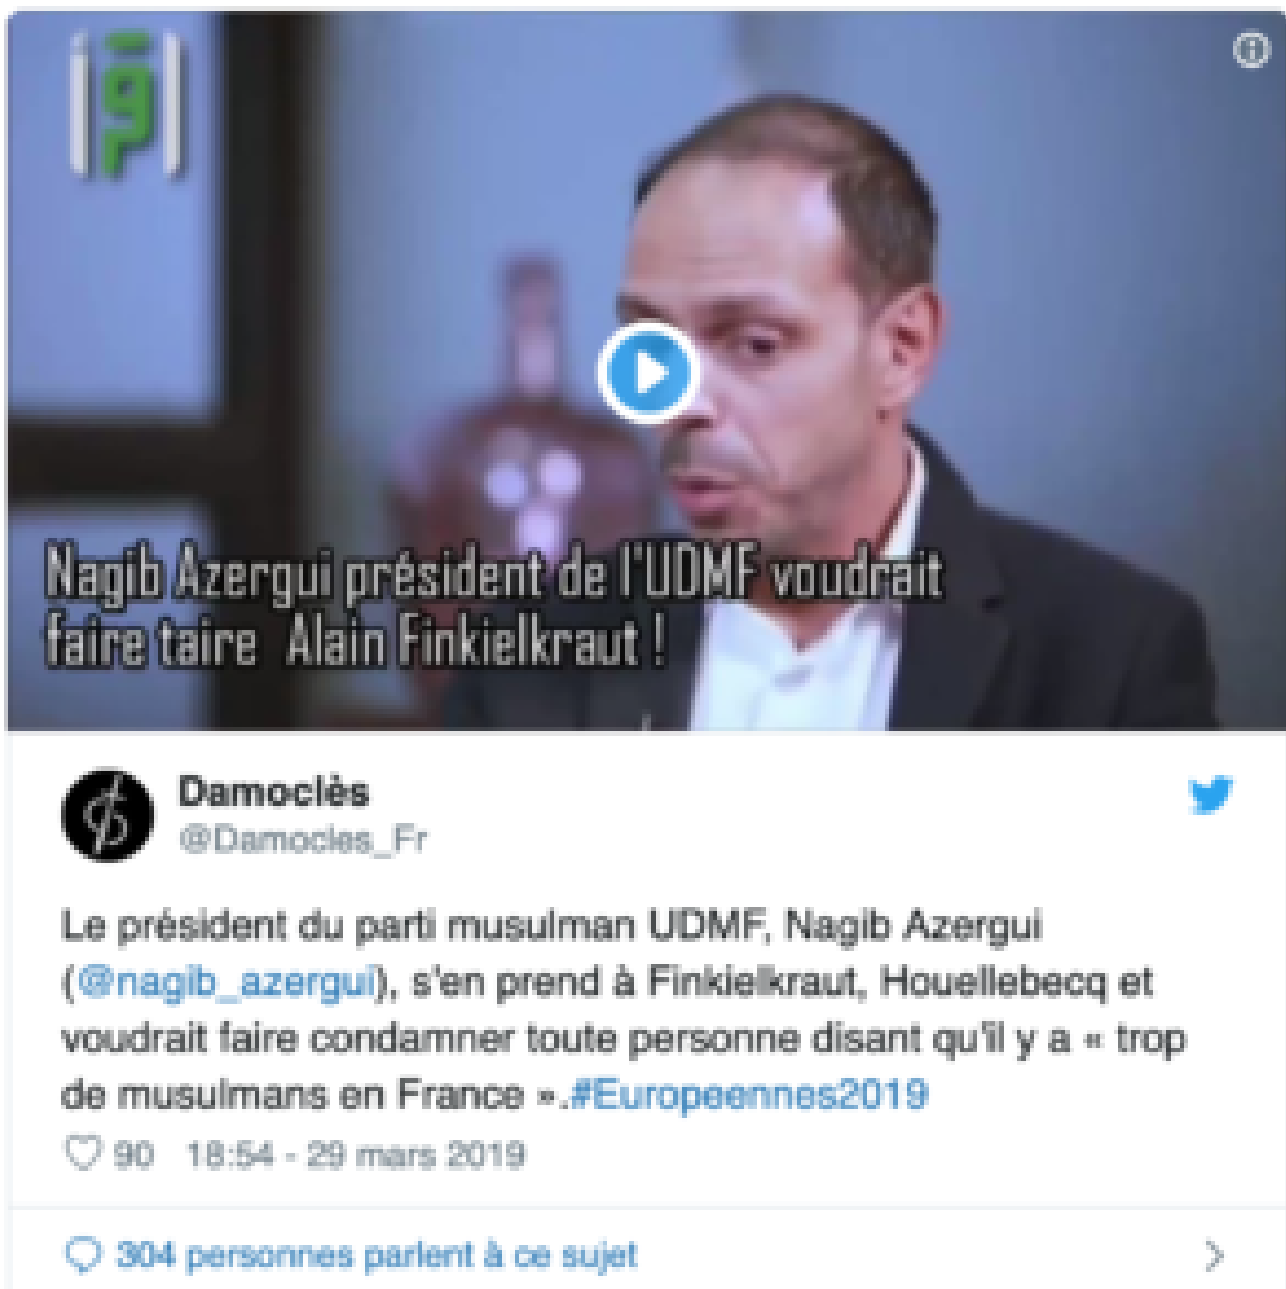 Nagib Azergui président de l'UDMF voudrait
faire taire Alain Finkielkraut !
Damoclès
@Damocles_Fr
Le président du parti musulman UDMF, Nagib Azergui
(@nagib_azergui), s'en prend à Finkielkraut, Houellebecq et
voudrait faire condamner toute personne disant qu'il y a « trop
de musulmans en France ».#Europeennes2019
90 18:54 - 29 mars 2019
304 personnes parlent à ce sujet